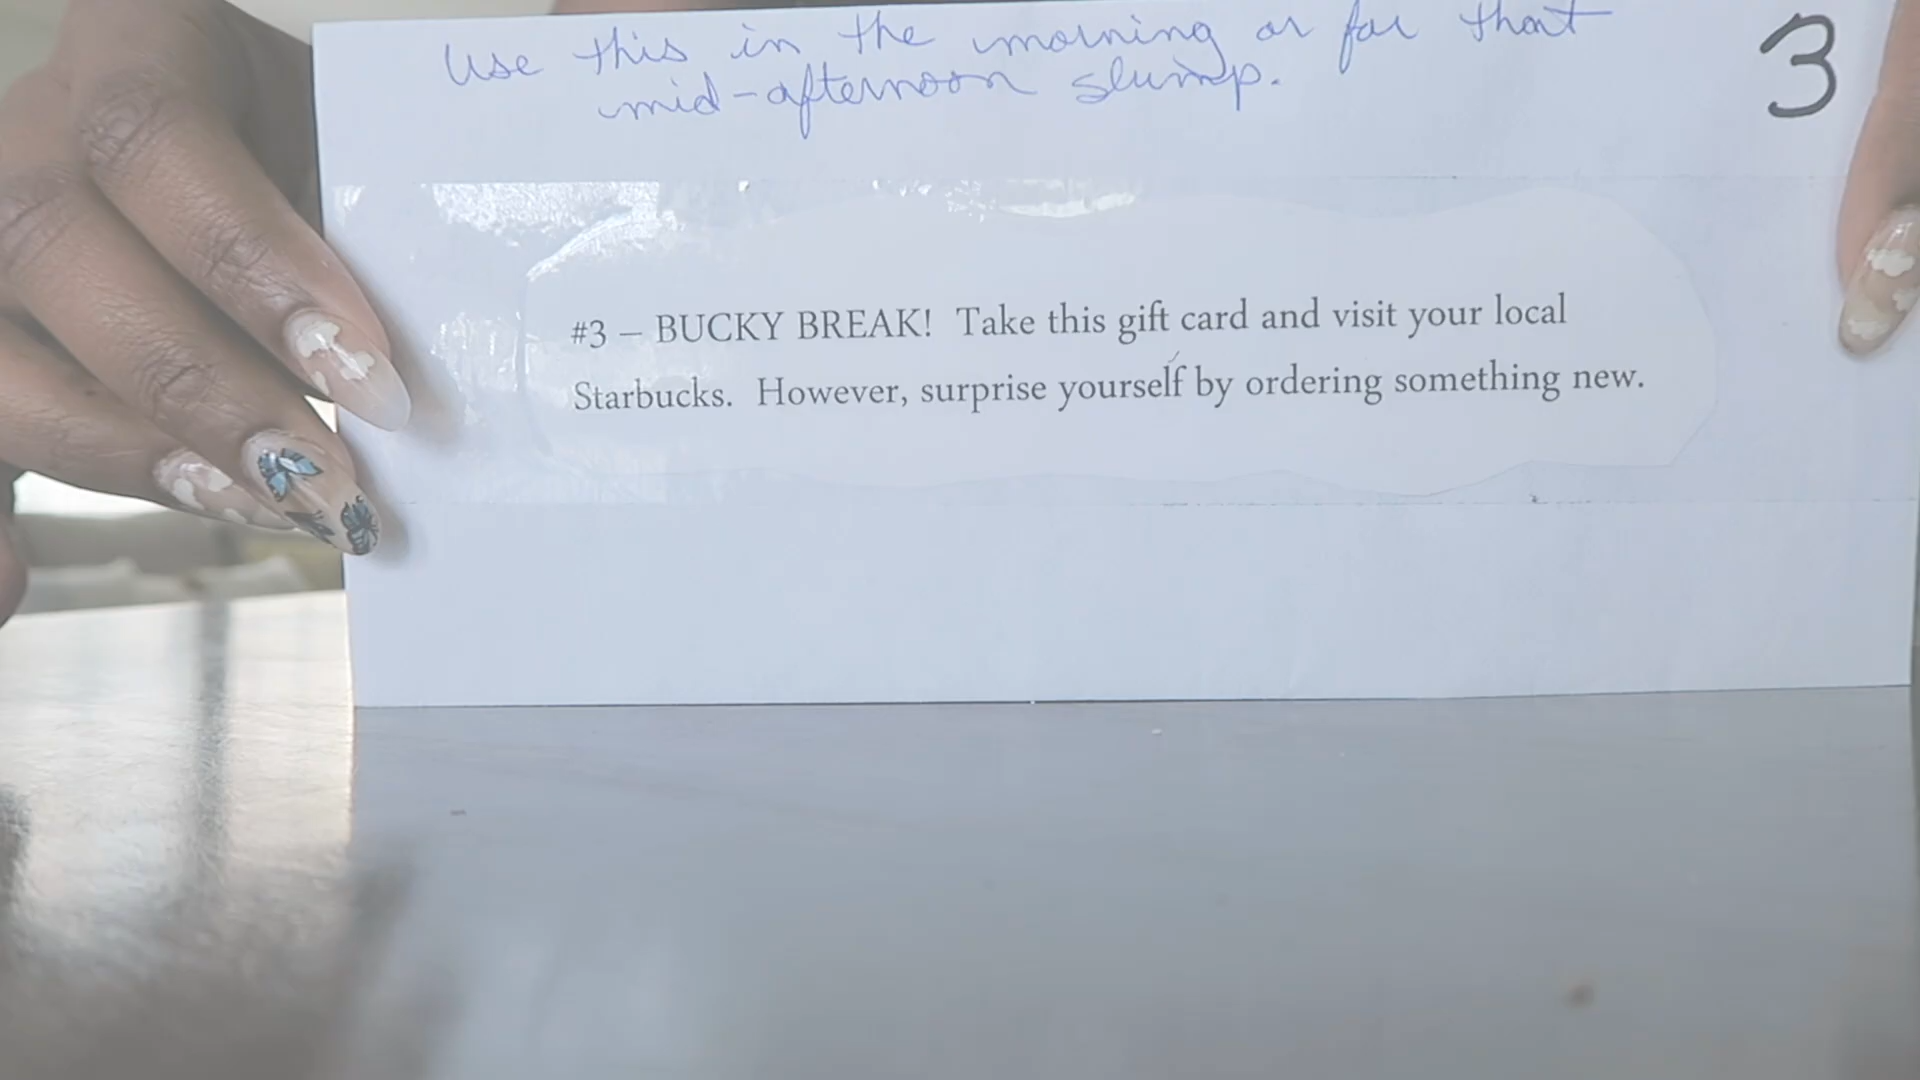 Use this in the morning or for that
3
mid-afternoon slump.
#3 – BUCKY BREAK! Take this gift card and visit your local
Starbucks. However, surprise yourself by ordering something new.